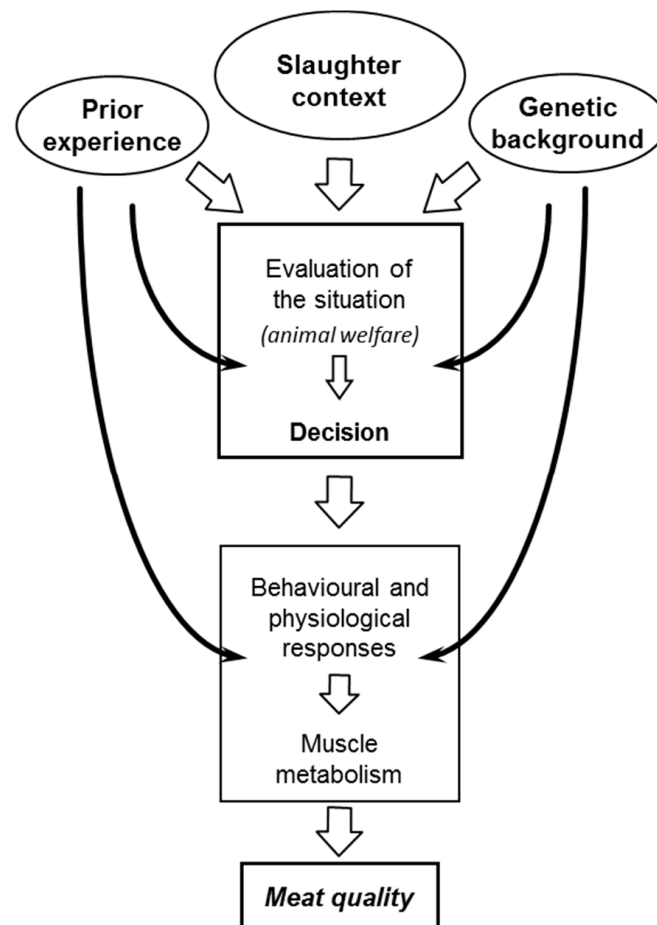 Slaughter
context
Prior
experience
Genetic
background
Evaluation of
the situation
(animal welfare)
Decision
Behavioural and
physiological
responses
Muscle
metabolism
Meat quality